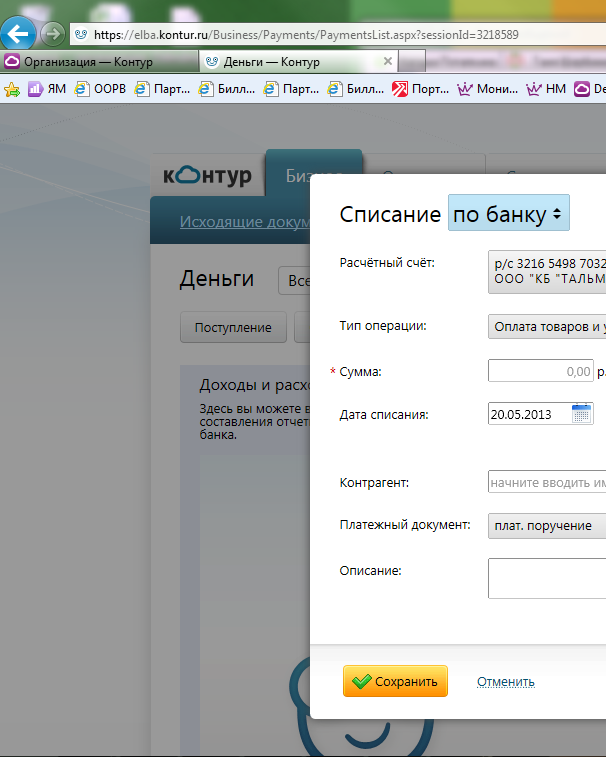 https://elba.kontur.ru/Business/Payments/PaymentsList.aspx?sessionId=3218589
Организация — Контур
Деньги — Контур
ЯМ
ООРВ
Парт...
Билл...
Парт...
Билл...
Порт...
Мони...
НМ
De
контур
Бизн
Исходящие докум
Деньги
Все
Поступление
Доходы и расхо
Здесь вы можете в
составления отчет
банка.
Списание по банку
Расчётный счёт:
р/с 3216 5498 7032
ООО "КБ "ТАЛЬМ
Тип операции:
Оплата товаров и у
* Сумма:
0,00 р.
Дата списания:
20.05.2013
Контрагент:
начните вводить им
Платежный документ:
плат. поручение
Описание:
Сохранить
Отменить